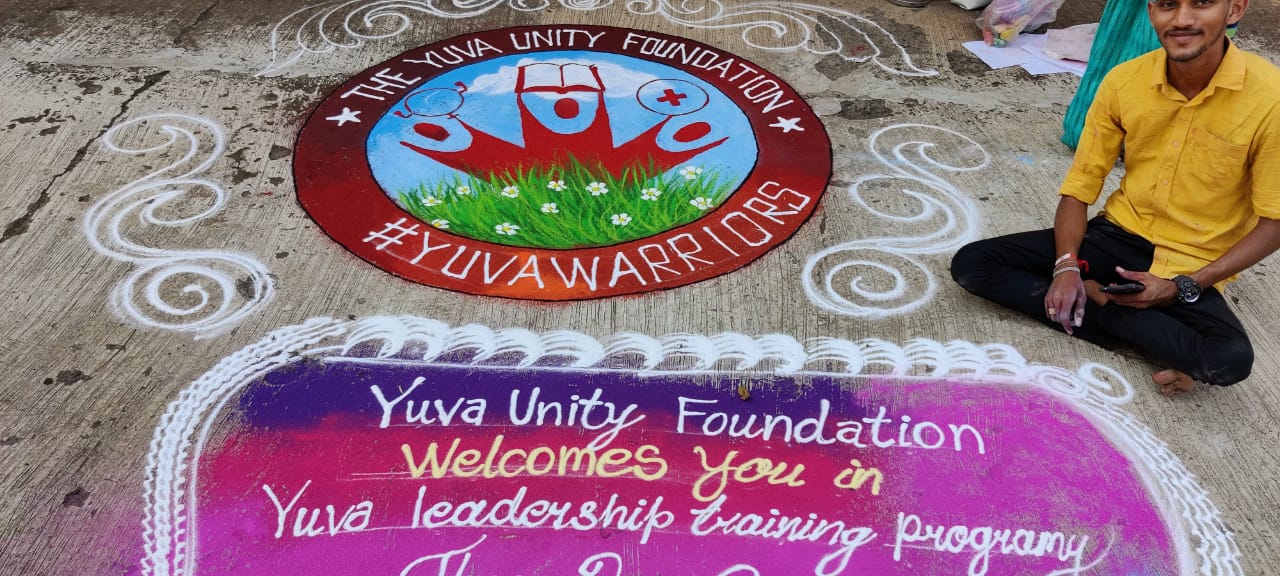 THE YUVA UNITY FOUNDATION
#YUVAWARRIORS
Yuva Unity Foundation
Welcomes you in
Yuva leadership training programy